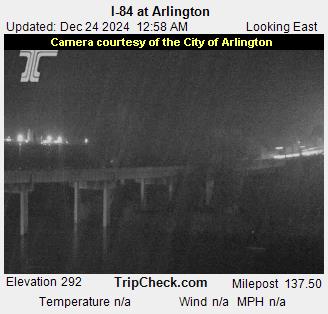 I-84 at Arlington
Updated: Dec 24 2024 12:58 AM Looking East
Camera courtesy of the City of Arlington
Elevation 292 TripCheck.com Milepost 137.50
Temperature n/a Wind n/a MPH n/a